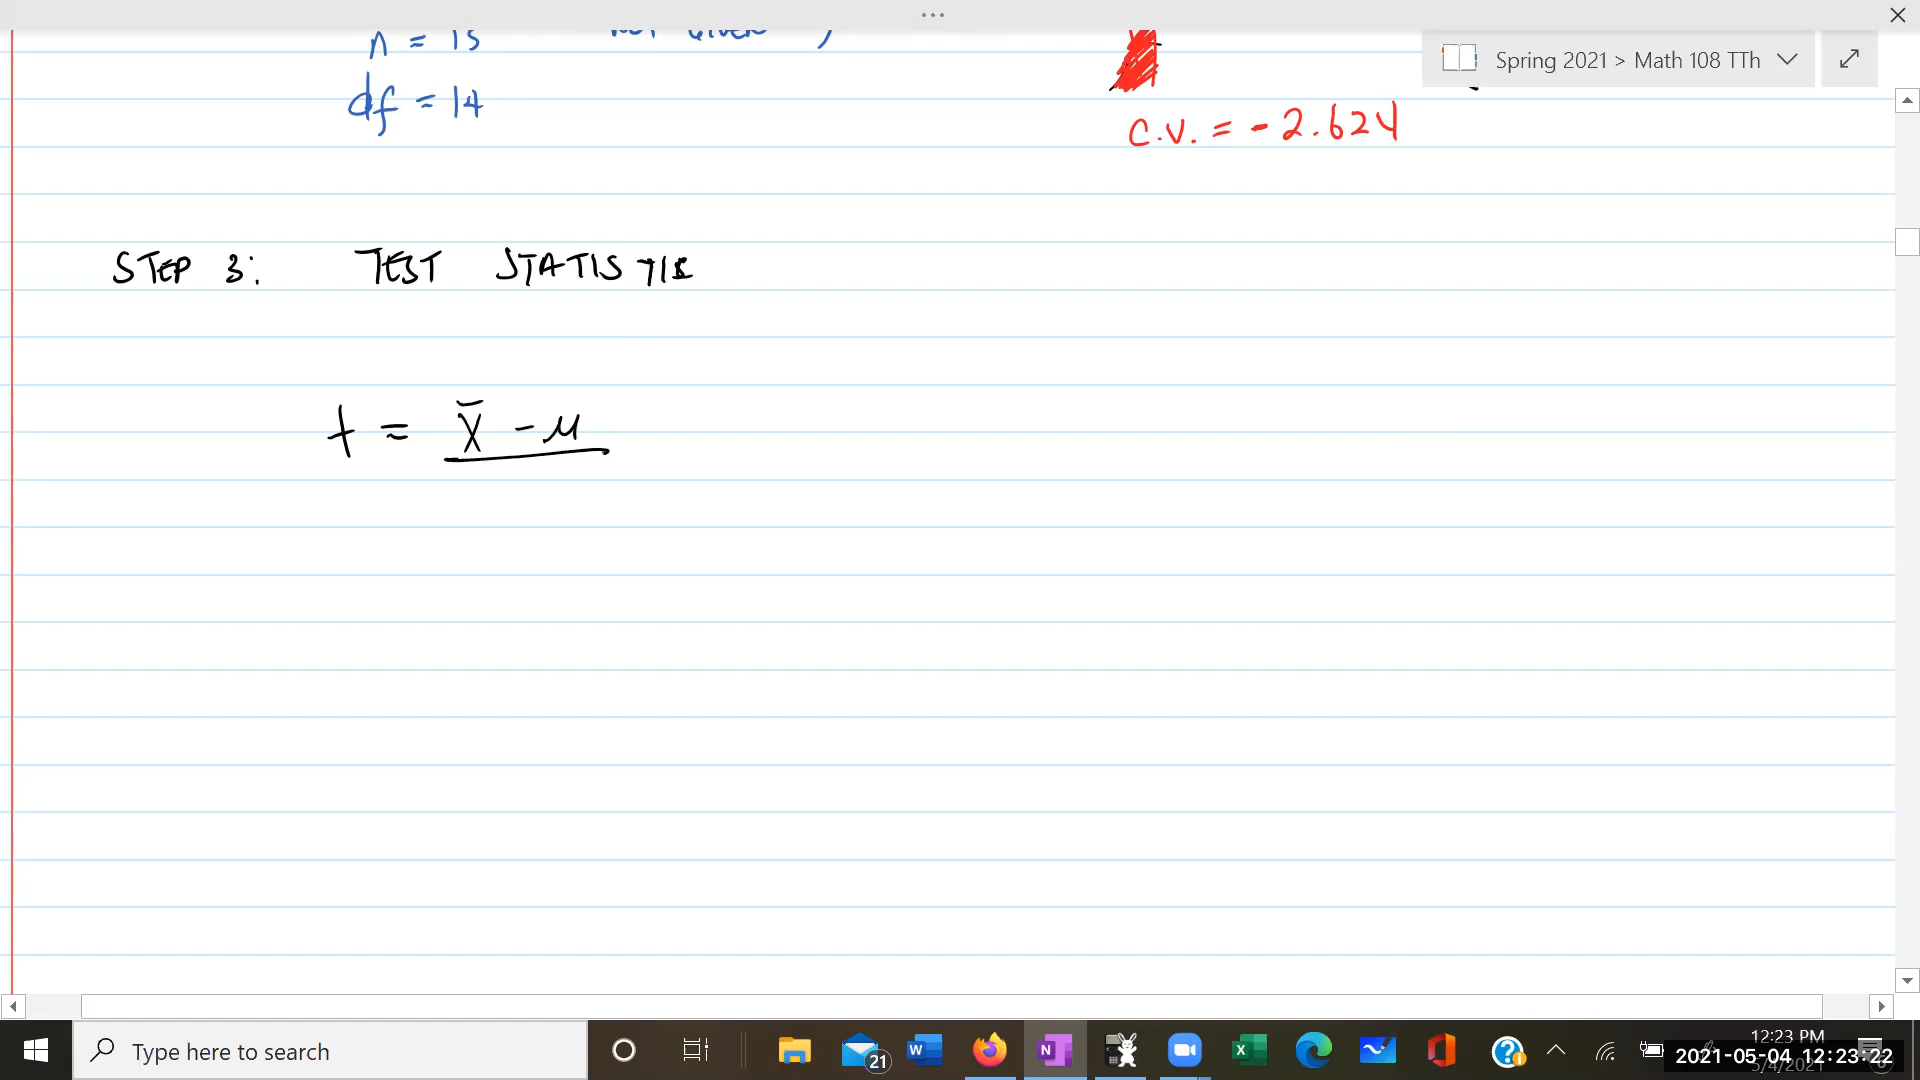 n = 15
Spring 2021 > Math 108 TTh
df = 14
C.V. = - 2.624
STEP 3: TEST STATISTIC
t = x̄ - μ
Type here to search
21
12:23 PM
2021-05-04 12:23:22